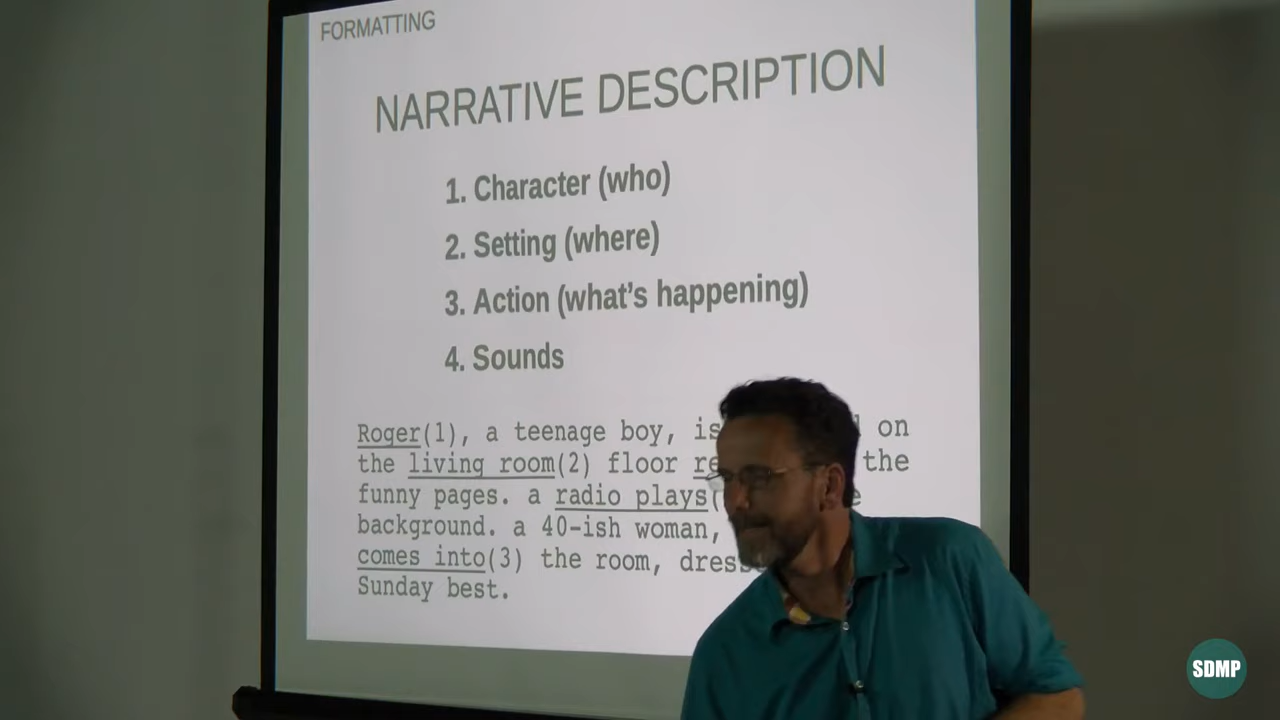 FORMATTING
NARRATIVE DESCRIPTION
1. Character (who)
2. Setting (where)
3. Action (what's happening)
4. Sounds
Roger(1), a teenage boy, is on
the living room(2) floor the
funny pages. a radio plays(
background. a 40-ish woman,
comes into(3) the room,
Sunday best.
SDMP